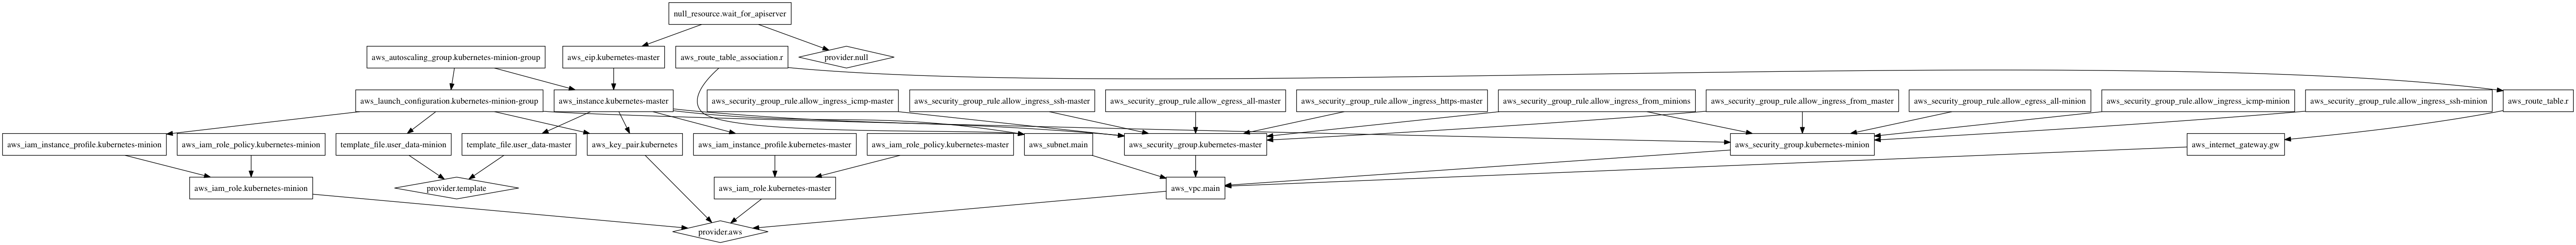 null_resource.wait_for_apiserver
aws_autoscaling_group.kubernetes-minion-group
aws_eip.kubernetes-master
aws_route_table_association.r
provider.null
aws_launch_configuration.kubernetes-minion-group
aws_instance.kubernetes-master
aws_security_group_rule.allow_ingress_icmp-master
aws_security_group_rule.allow_ingress_ssh-master
aws_security_group_rule.allow_egress_all-master
aws_security_group_rule.allow_ingress_https-master
aws_security_group_rule.allow_ingress_from_minions
aws_security_group_rule.allow_ingress_from_master
aws_security_group_rule.allow_egress_all-minion
aws_security_group_rule.allow_ingress_icmp-minion
aws_security_group_rule.allow_ingress_ssh-minion
aws_route_table.r
aws_iam_instance_profile.kubernetes-minion
aws_iam_role_policy.kubernetes-minion
template_file.user_data-minion
template_file.user_data-master
aws_key_pair.kubernetes
aws_iam_instance_profile.kubernetes-master
aws_iam_role_policy.kubernetes-master
aws_subnet.main
aws_security_group.kubernetes-master
aws_security_group.kubernetes-minion
aws_internet_gateway.gw
aws_iam_role.kubernetes-minion
provider.template
aws_iam_role.kubernetes-master
aws_vpc.main
provider.aws